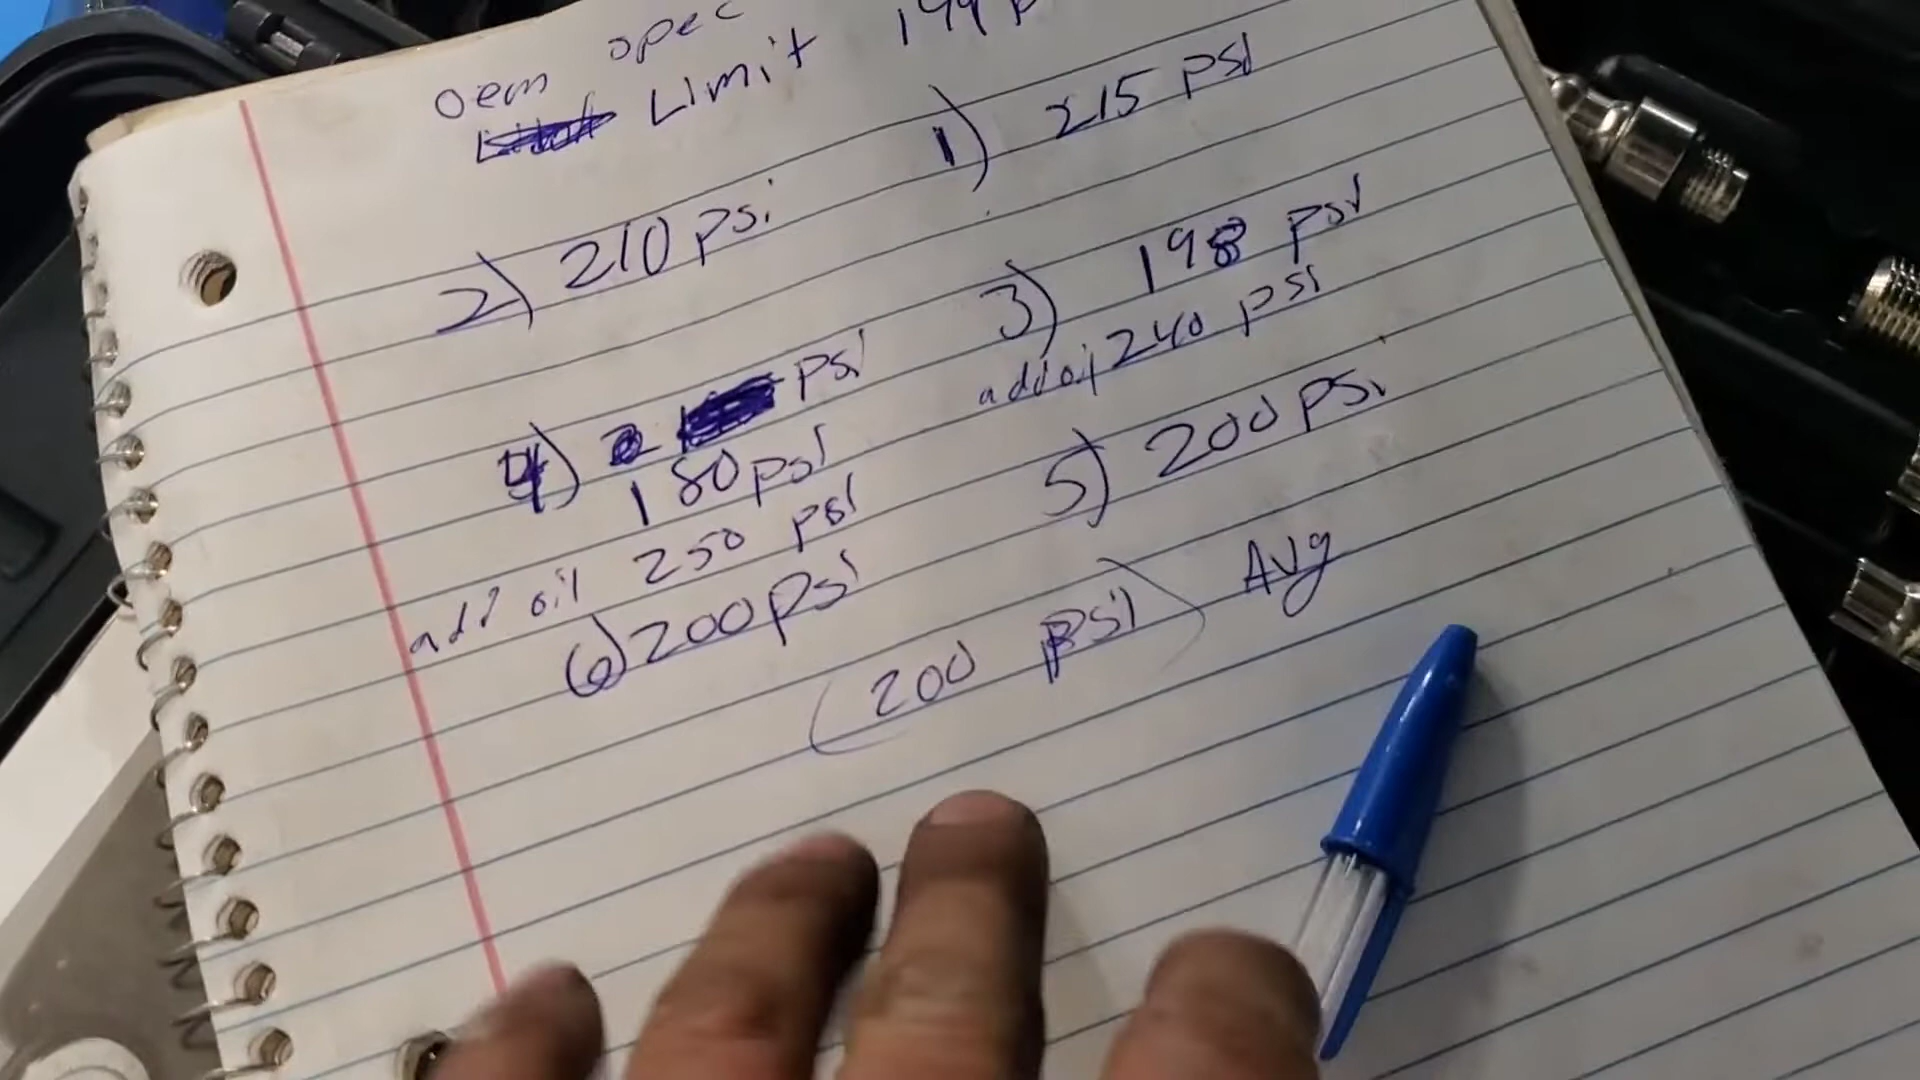 Oem spec
Limit
1) 215 psi
2) 210 psi
3) 198 psi
add oil 240 psi
4) psi
180 psi
add oil 250 psi
5) 200 psi
6) 200 psi
(200 psi) Avg